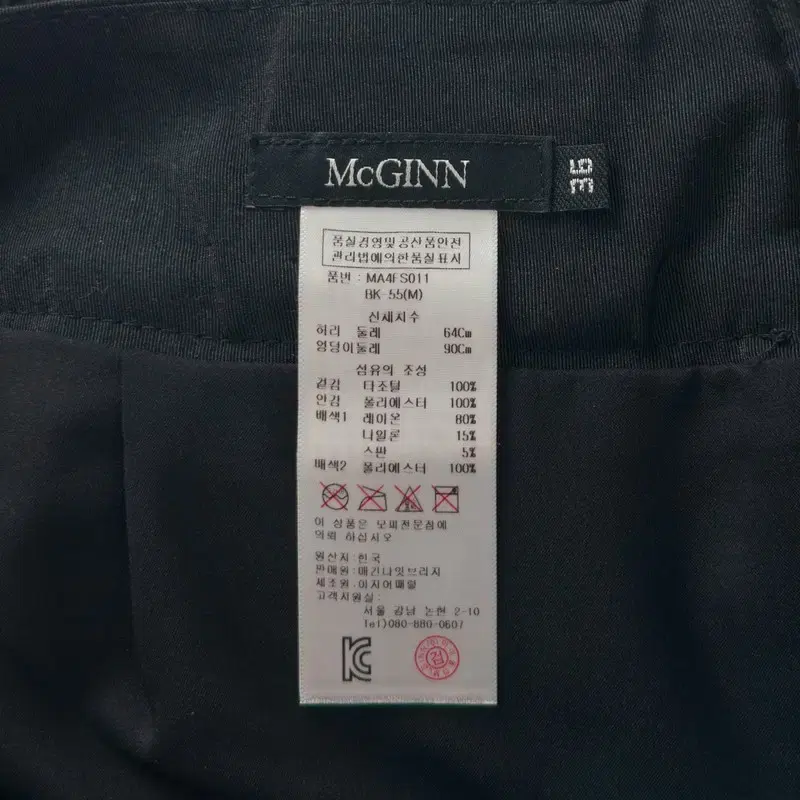 McGINN
36
품질경영및공산품안전
관리법에의한품질표시
품번 : MA4FS011
BK-55(M)
신체치수
허리 둘레 64Cm
엉덩이둘레 90Cm
섬유의 조성
겉감 타조털 100%
안감 폴리에스터 100%
배색1 레이온 80%
나일론 15%
스판 5%
배색2 폴리에스터 100%
이 상품은 모피전문점에
의뢰 하십시오
원산지:한국
판매원:매긴나잇브리지
제조원:이지어패럴
고객지원실:
서울 강남 논현 2-10
Tel)080-880-0607
KC
검